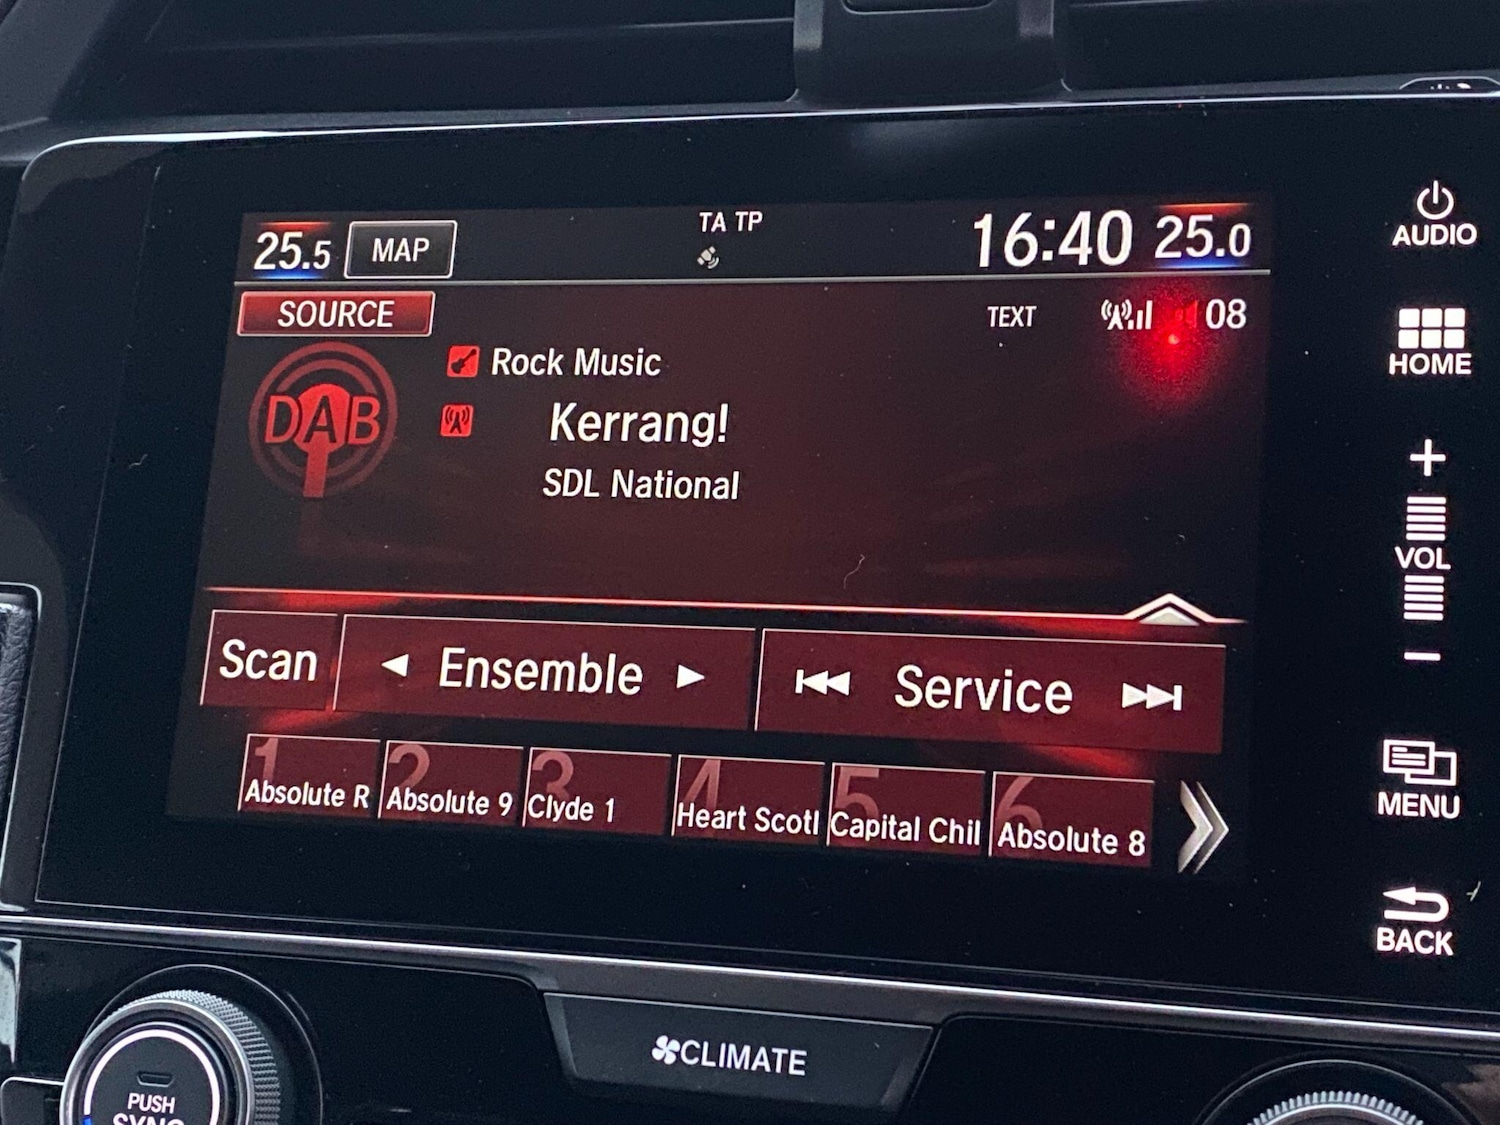 25.5 MAP TA TP 16:40 25.0
AUDIO
SOURCE TEXT 08
HOME
DAB Rock Music
Kerrang!
SDL National
VOL
Scan Ensemble Service
1 2 3 4 5 6
Absolute R Absolute 9 Clyde 1 Heart Scotl Capital Chil Absolute 8
MENU
BACK
CLIMATE
PUSH
SYNC